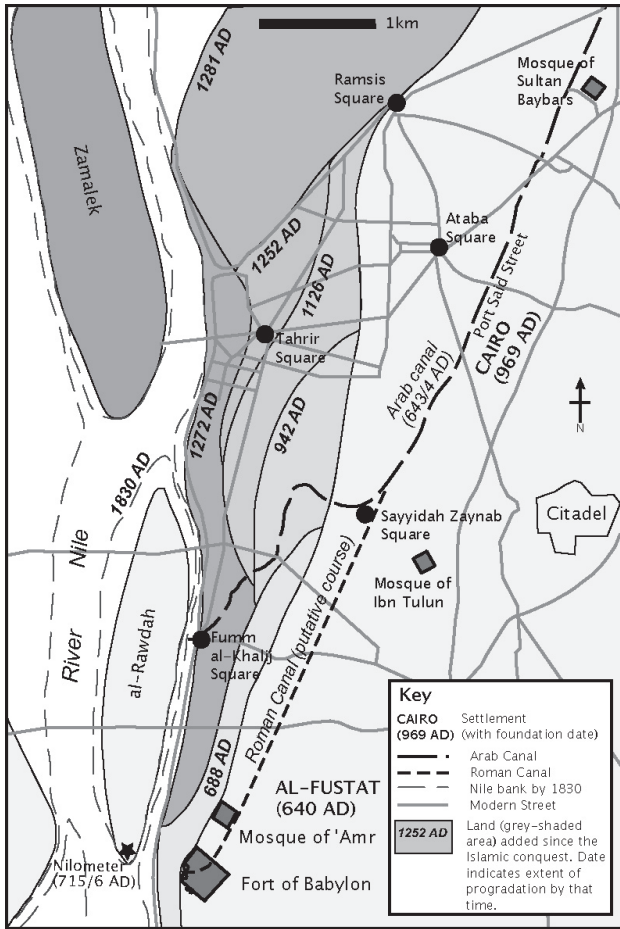 1km
1281 AD
Ramsis
Square
Mosque of
Sultan
Baybars
Zamalek
Ataba
Square
1252 AD
1126 AD
Port Said Street
CAIRO
(969 AD)
Tahrir
Square
Arab canal
(643/4 AD)
1272 AD
942 AD
N
1830 AD
Sayyidah Zaynab
Square
Citadel
Mosque of
Ibn Tulun
River Nile
al-Rawdah
Fumm
al-Khalij
Square
Roman Canal (putative course)
688 AD
AL-FUSTAT
(640 AD)
Mosque of 'Amr
Nilometer
(715/6 AD)
Fort of Babylon
Key
CAIRO Settlement
(969 AD) (with foundation date)
Arab Canal
Roman Canal
Nile bank by 1830
Modern Street
1252 AD
Land (grey-shaded
area) added since the
Islamic conquest. Date
indicates extent of
progradation by that
time.